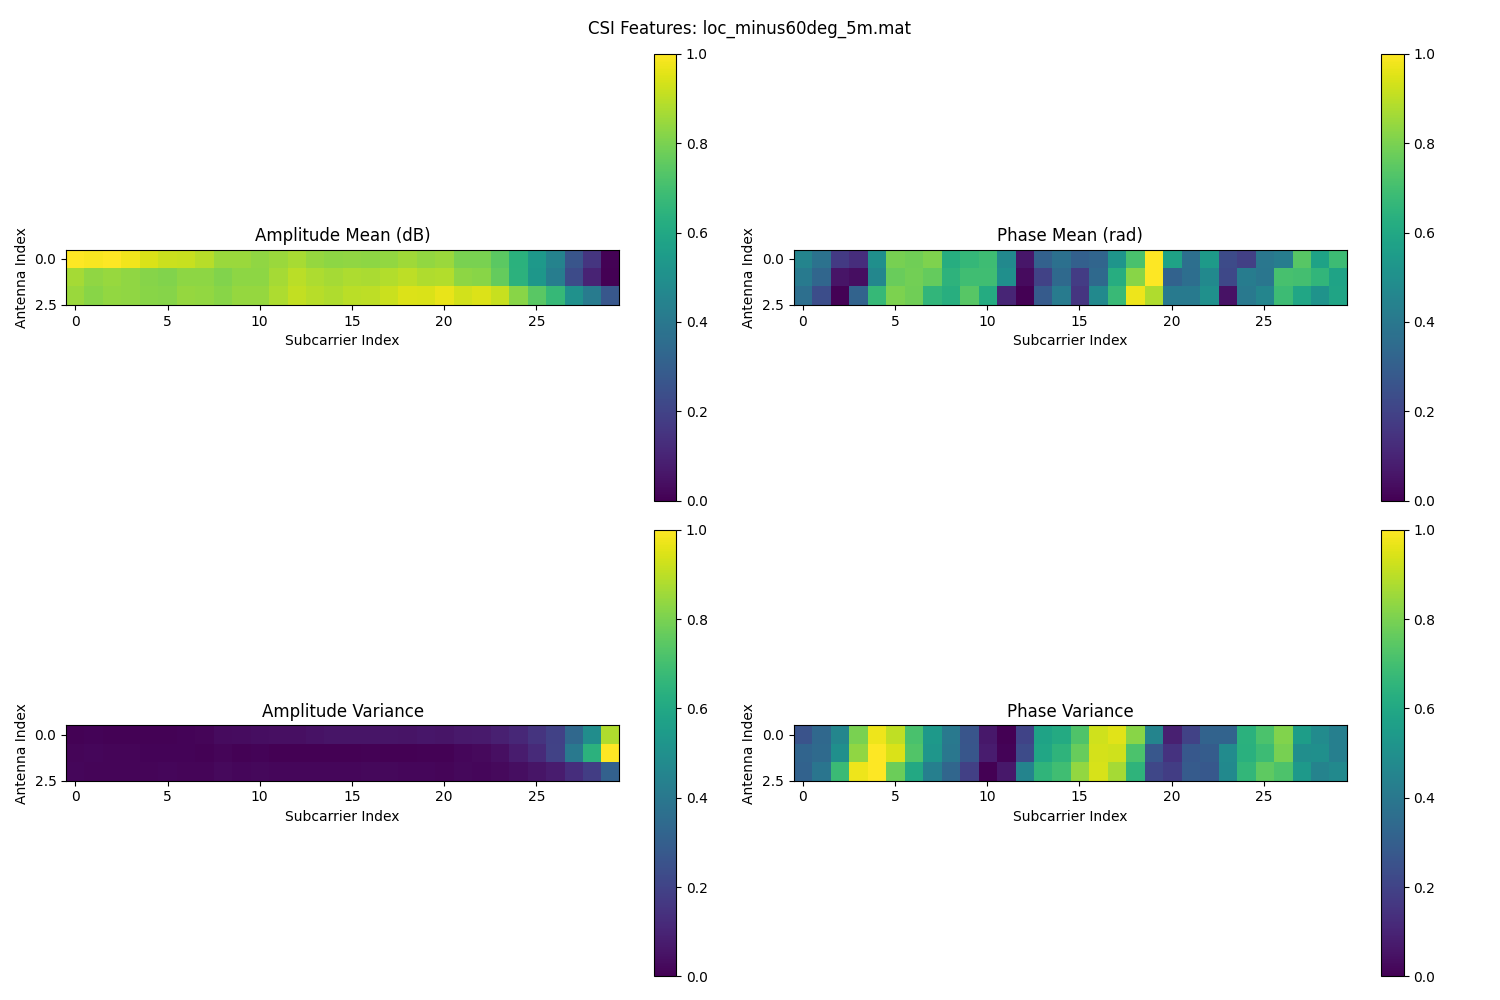 CSI Features: loc_minus60deg_5m.mat
Amplitude Mean (dB)
Antenna Index
0.0
2.5
0 5 10 15 20 25
Subcarrier Index
1.0
0.8
0.6
0.4
0.2
0.0
Phase Mean (rad)
Antenna Index
0.0
2.5
0 5 10 15 20 25
Subcarrier Index
1.0
0.8
0.6
0.4
0.2
0.0
Amplitude Variance
Antenna Index
0.0
2.5
0 5 10 15 20 25
Subcarrier Index
1.0
0.8
0.6
0.4
0.2
0.0
Phase Variance
Antenna Index
0.0
2.5
0 5 10 15 20 25
Subcarrier Index
1.0
0.8
0.6
0.4
0.2
0.0